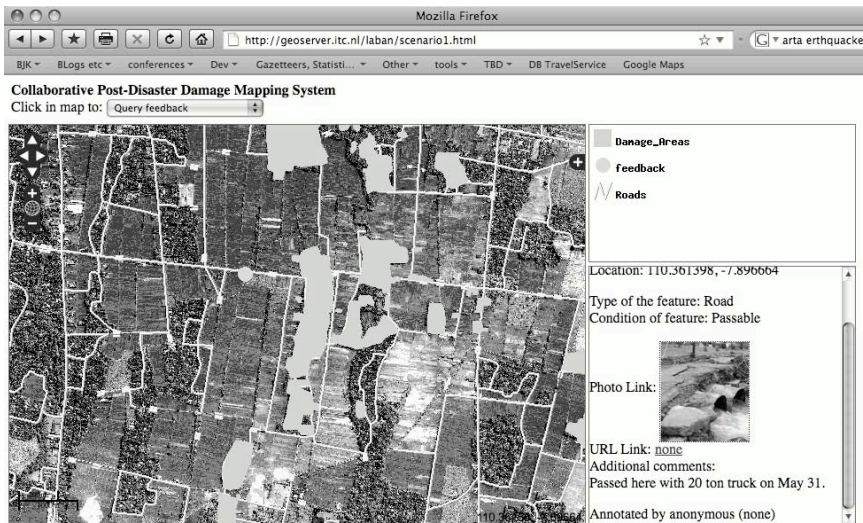 Mozilla Firefox
http://geoserver.itc.nl/laban/scenario1.html
arta erthquacke
BJK
BLogs etc
conferences
Dev
Gazetteers, Statisti...
Other
tools
TBD
DB TravelService
Google Maps
Collaborative Post-Disaster Damage Mapping System
Click in map to: Query feedback
Damage_Areas
feedback
Roads
Location: 110.361398, -7.896664
Type of the feature: Road
Condition of feature: Passable
Photo Link:
URL Link: none
Additional comments:
Passed here with 20 ton truck on May 31.
Annotated by anonymous (none)